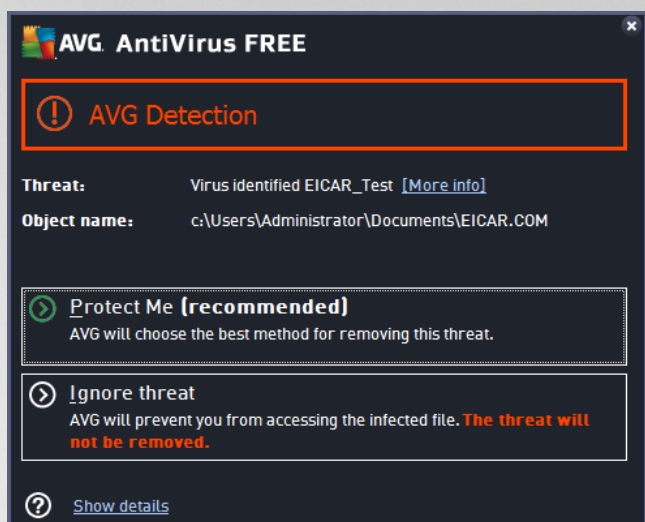 AVG. AntiVirus FREE
AVG Detection
Threat: Virus identified EICAR_Test [More info]
Object name: c:\Users\Administrator\Documents\EICAR.COM
Protect Me (recommended)
AVG will choose the best method for removing this threat.
Ignore threat
AVG will prevent you from accessing the infected file. The threat will
not be removed.
Show details